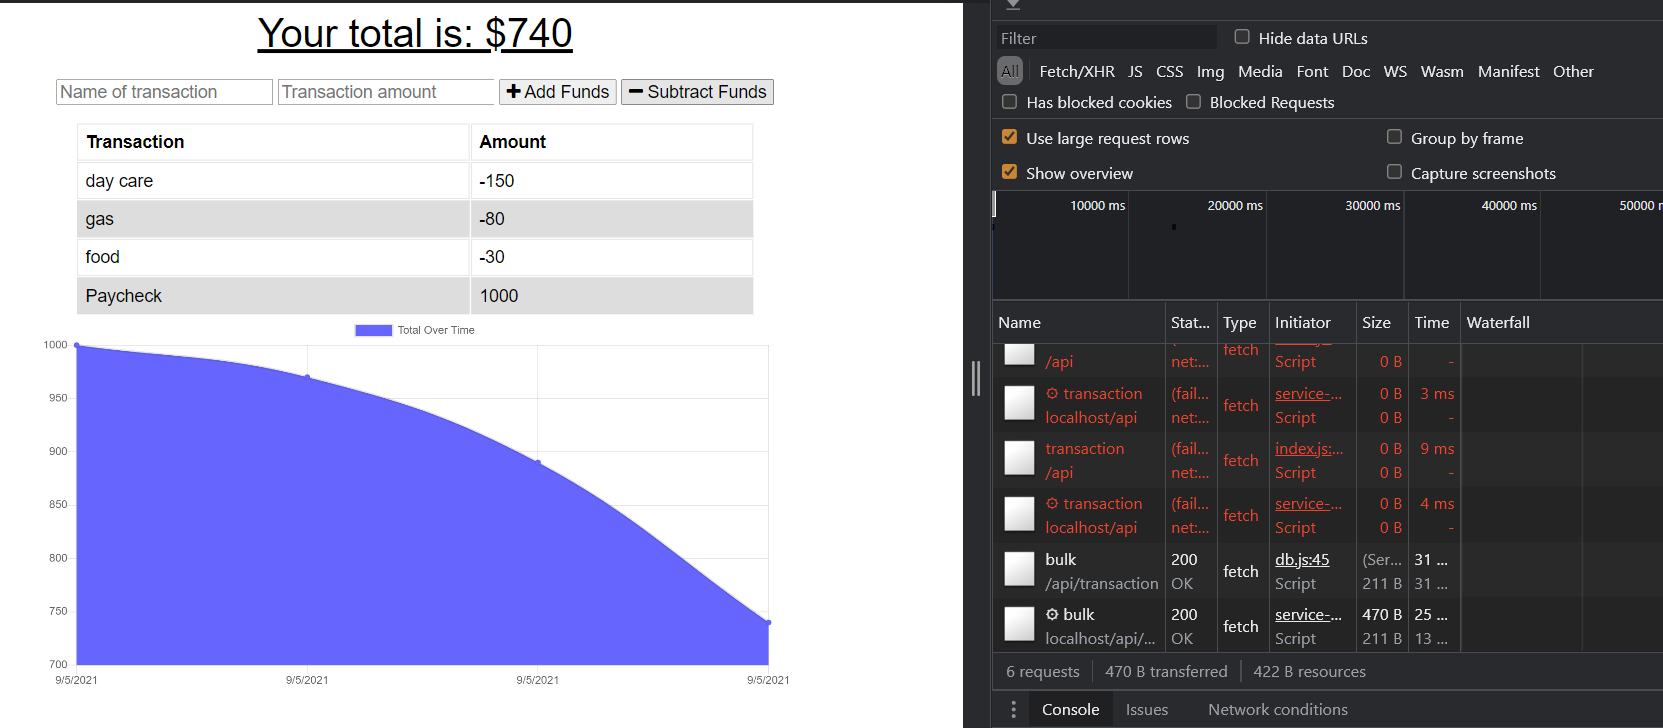 Your total is: $740
Name of transaction Transaction amount Add Funds Subtract Funds
Transaction Amount
day care -150
gas -80
food -30
Paycheck 1000
Total Over Time
1000
950
900
850
800
750
700
9/5/2021 9/5/2021 9/5/2021 9/5/2021
Filter Hide data URLs
All Fetch/XHR JS CSS Img Media Font Doc WS Wasm Manifest Other
Has blocked cookies Blocked Requests
Use large request rows Group by frame
Show overview Capture screenshots
10000 ms 20000 ms 30000 ms 40000 ms 50000
Name Stat... Type Initiator Size Time Waterfall
fetch
/api net:... Script 0 B -
transaction (fail... fetch service-... 0 B 3 ms
localhost/api net:... Script 0 B -
transaction (fail... fetch index.js:... 0 B 9 ms
/api net:... Script 0 B -
transaction (fail... fetch service-... 0 B 4 ms
localhost/api net:... Script 0 B -
bulk 200 fetch db.js:45 (Ser... 31 ...
/api/transaction OK Script 211 B 31 ...
bulk 200 fetch service-... 470 B 25 ...
localhost/api/... OK Script 211 B 13 ...
6 requests 470 B transferred 422 B resources
Console Issues Network conditions